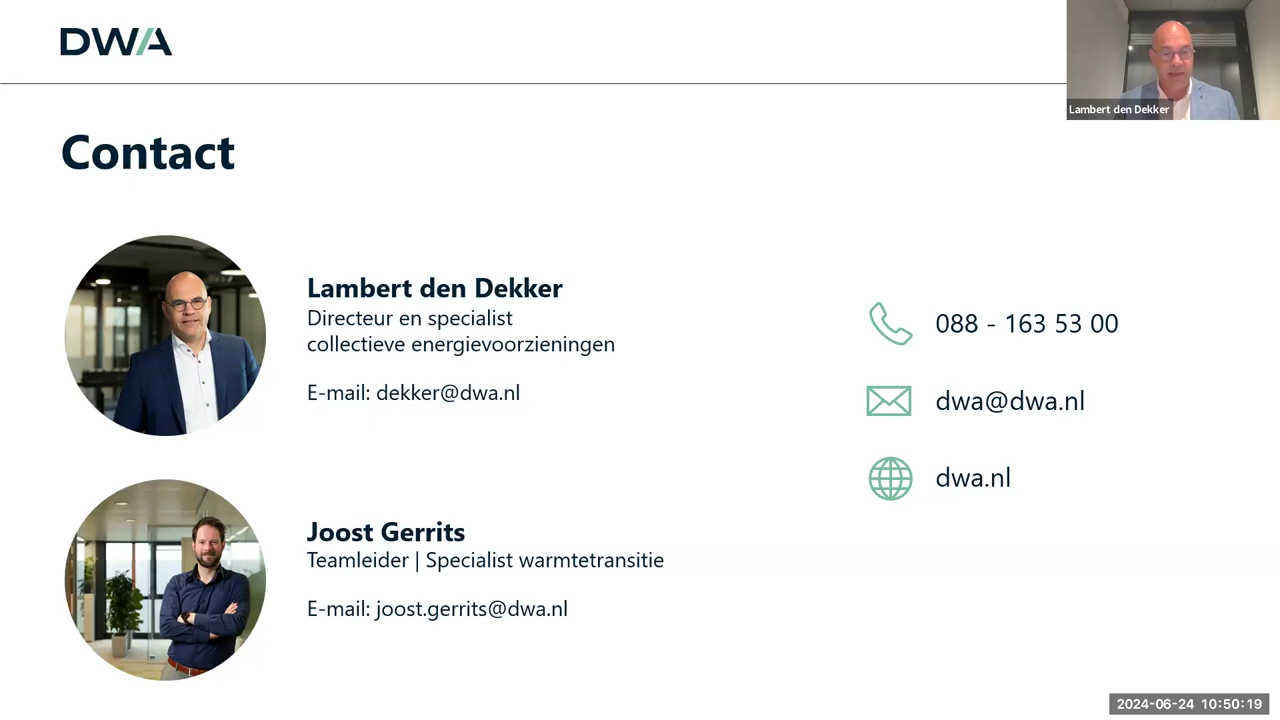 DWA
Lambert den Dekker
Contact
Lambert den Dekker
Directeur en specialist
collectieve energievoorzieningen
E-mail: dekker@dwa.nl
088 - 163 53 00
dwa@dwa.nl
dwa.nl
Joost Gerrits
Teamleider | Specialist warmtetransitie
E-mail: joost.gerrits@dwa.nl
2024-06-24 10:50:19